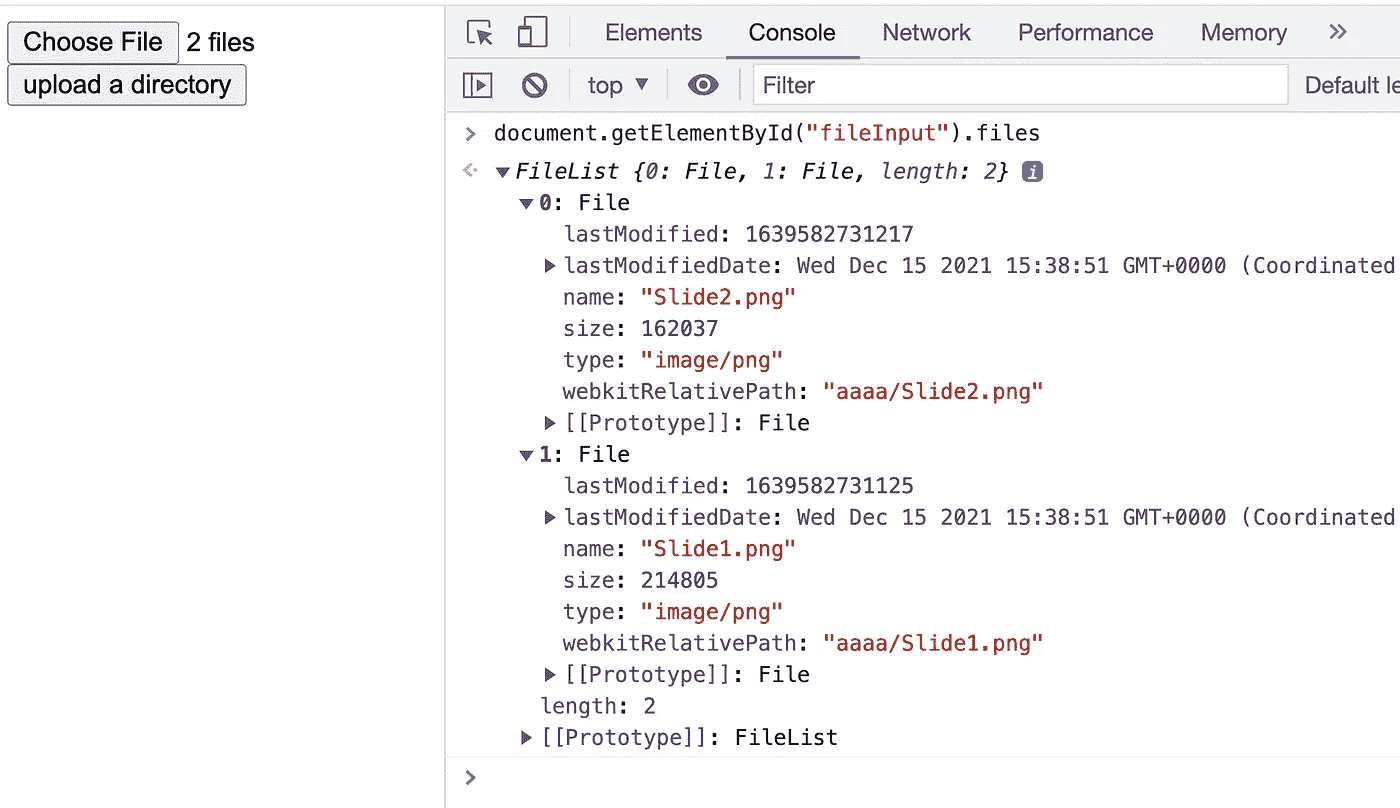 Choose File 2 files
upload a directory
Elements Console Network Performance Memory »
top ▼ Filter Default le
> document.getElementById("fileInput").files
<· ▼FileList {0: File, 1: File, length: 2} i
▼0: File
lastModified: 1639582731217
▶lastModifiedDate: Wed Dec 15 2021 15:38:51 GMT+0000 (Coordinated
name: "Slide2.png"
size: 162037
type: "image/png"
webkitRelativePath: "aaaa/Slide2.png"
▶[[Prototype]]: File
▼1: File
lastModified: 1639582731125
▶lastModifiedDate: Wed Dec 15 2021 15:38:51 GMT+0000 (Coordinated
name: "Slide1.png"
size: 214805
type: "image/png"
webkitRelativePath: "aaaa/Slide1.png"
▶[[Prototype]]: File
length: 2
▶[[Prototype]]: FileList
>